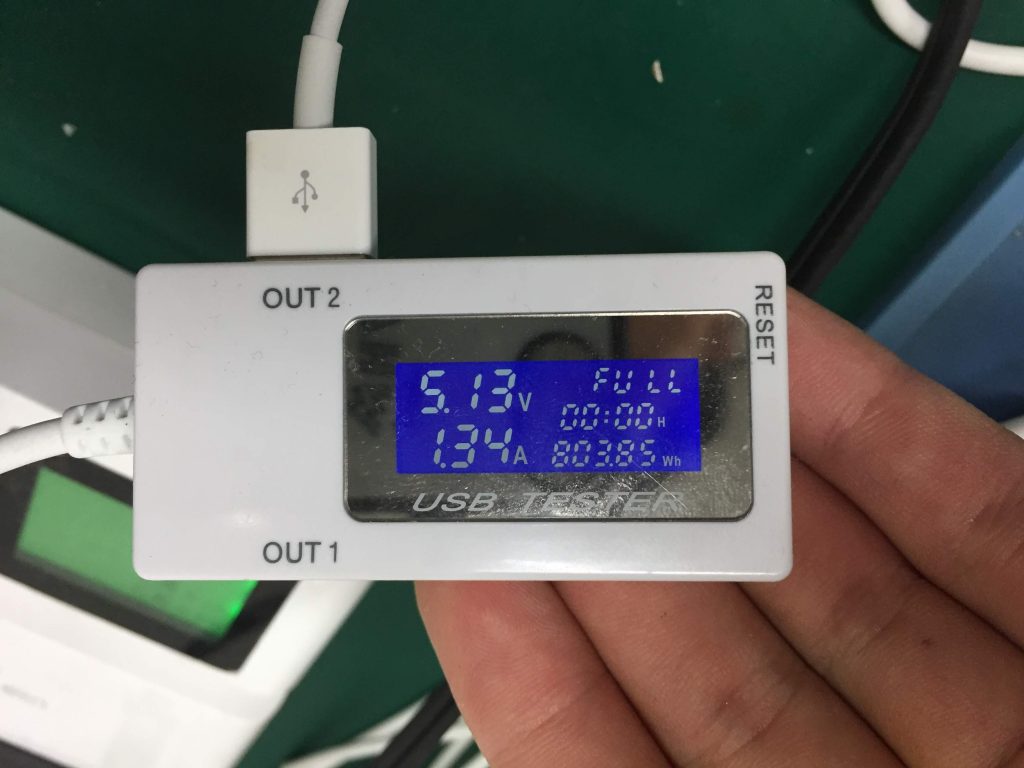 OUT 2
RESET
5.13V
FULL
00:00H
1.34A
803.85Wh
USB TESTER
OUT 1